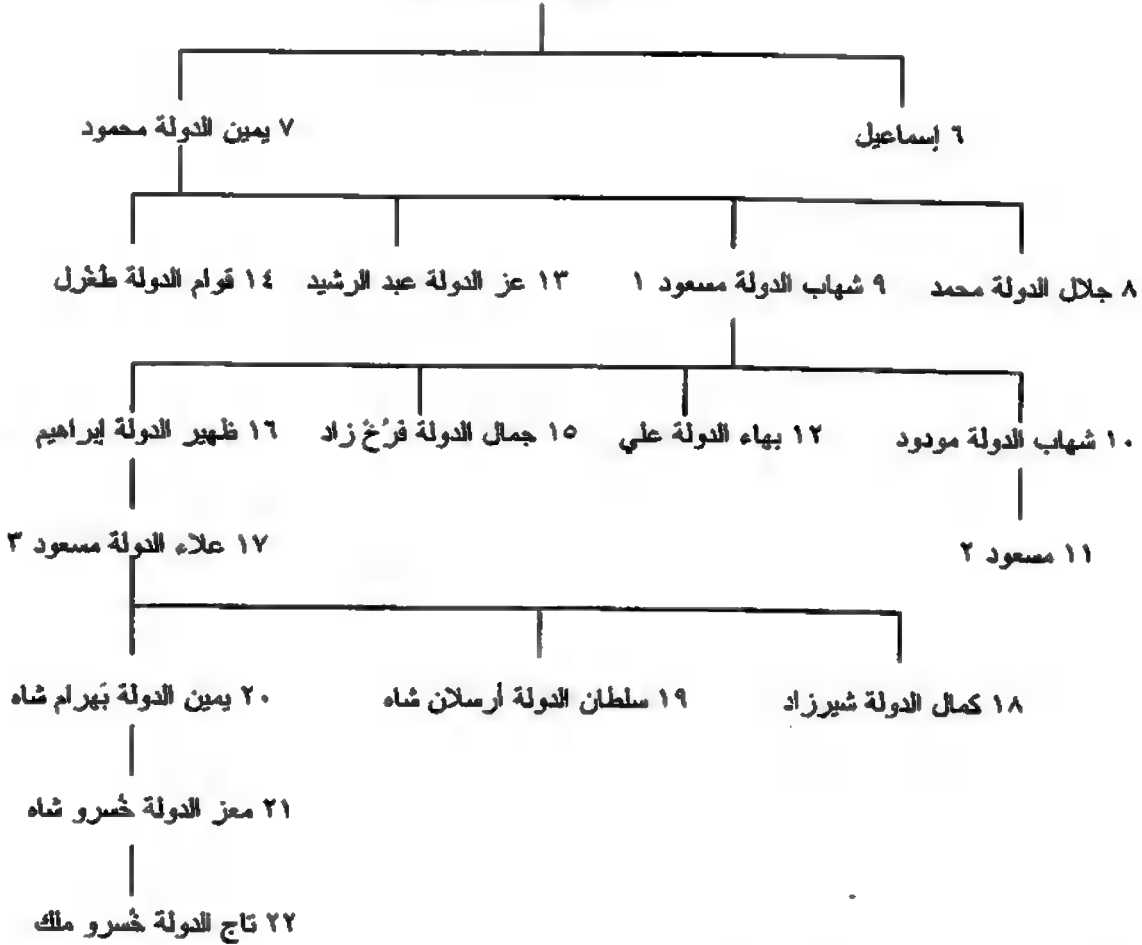 ٦ إسماعيل ٧ يمين الدولة محمود
٨ جلال الدولة محمد ٩ شهاب الدولة مسعود ١ ١٣ عز الدولة عبد الرشيد ١٤ قوام الدولة طُغْرِل
١٠ شهاب الدولة مودود ١٢ بهاء الدولة علي ١٥ جمال الدولة فرُخ زاد ١٦ ظهير الدولة إبراهيم
١١ مسعود ٢ ١٧ علاء الدولة مسعود ٣
١٨ كمال الدولة شيرزاد ١٩ سلطان الدولة أرسلان شاه ٢٠ يمين الدولة بَهرام شاه
٢١ معز الدولة خُسرو شاه
٢٢ تاج الدولة خُسرو ملك